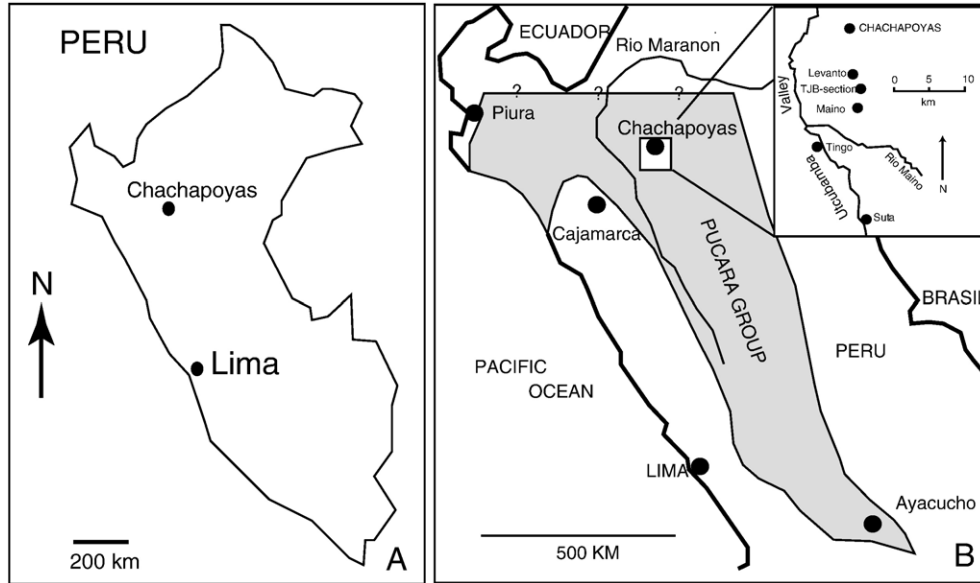 PERU
Chachapoyas
N
Lima
200 km
A
ECUADOR
Rio Maranon
?
?
?
Piura
Chachapoyas
Cajamarca
PUCARA GROUP
PACIFIC
OCEAN
PERU
BRASIL
LIMA
Ayacucho
500 KM
B
CHACHAPOYAS
Levanto
TJB-section
Maino
0 5 10
km
Valley
Tingo
Rio Maino
N
Utcubamba
Suta